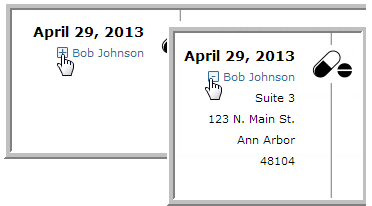 April 29, 2013
Bob Johnson
April 29, 2013
Bob Johnson
Suite 3
123 N. Main St.
Ann Arbor
48104